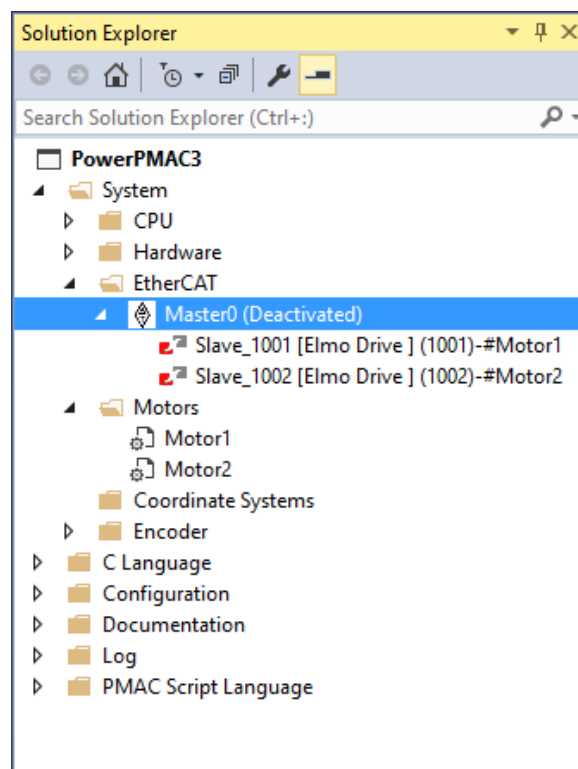 Solution Explorer
Search Solution Explorer (Ctrl+:)
PowerPMAC3
System
CPU
Hardware
EtherCAT
Master0 (Deactivated)
Slave_1001 [Elmo Drive ] (1001)-#Motor1
Slave_1002 [Elmo Drive ] (1002)-#Motor2
Motors
Motor1
Motor2
Coordinate Systems
Encoder
C Language
Configuration
Documentation
Log
PMAC Script Language